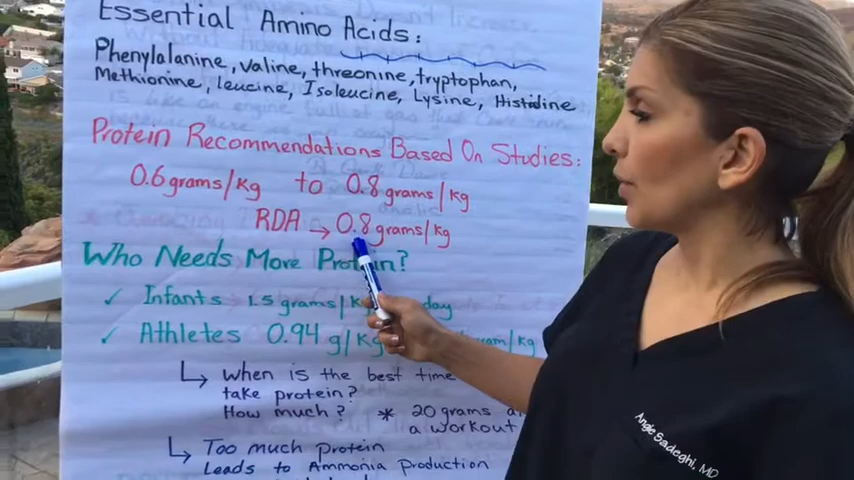 Essential Amino Acids:
Phenylalanine, valine, threonine, tryptophan,
Methionine, leucine, Isoleucine, Lysine, Histidine
Protein Recommendations Based On Studies:
0.6 grams/kg to 0.8 grams/kg
RDA → 0.8 grams/kg
Who Needs More Protein?
✓ Infants 1.5 grams/k day
✓ Athletes 0.94 g/kg /kg
↳ When is the best time
take protein?
How much? * 20 grams
a workout
↳ Too much Protein
Leads to Ammonia Production
Angie Sadeghi, MD